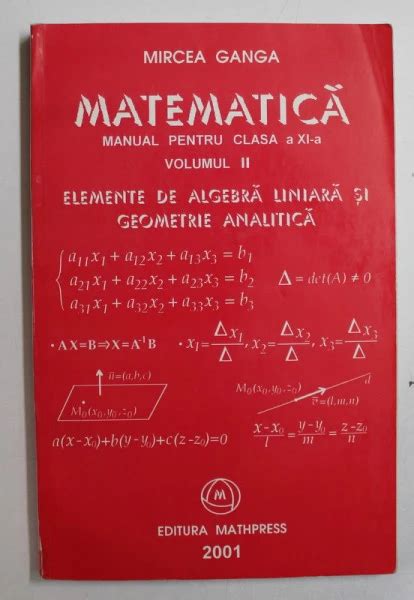 MIRCEA GANGA
MATEMATICĂ
MANUAL PENTRU CLASA a XI-a
VOLUMUL II
ELEMENTE DE ALGEBRĂ LINIARĂ ȘI
GEOMETRIE ANALITICĂ
a₁₁x₁ + a₁₂x₂ + a₁₃x₃ = b₁
a₂₁x₁ + a₂₂x₂ + a₂₃x₃ = b₂
a₃₁x₁ + a₃₂x₂ + a₃₃x₃ = b₃
Δ = det(A) ≠ 0
• AX=B⇒X=A⁻¹B
• x₁=Δx₁/Δ, x₂=Δx₂/Δ, x₃=Δx₃/Δ
n̄=(a,b,c)
M₀(x₀,y₀,z₀)
a(x-x₀)+b(y-y₀)+c(z-z₀)=0
d
M₀(x₀,y₀,z₀)
v̄=(l,m,n)
x-x₀/l = y-y₀/m = z-z₀/n
M
EDITURA MATHPRESS
2001